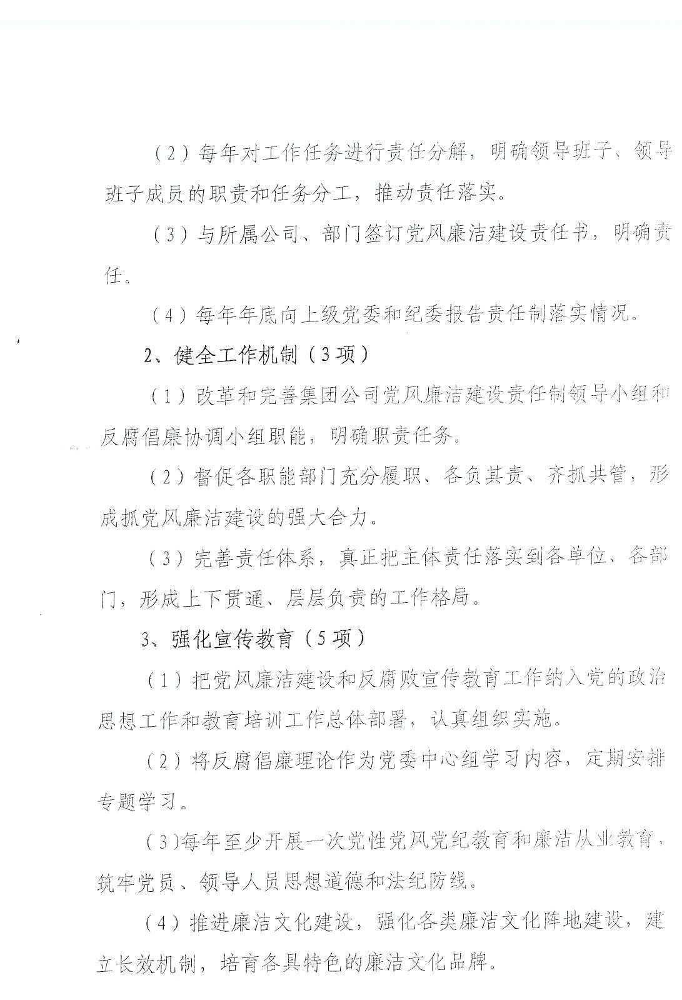 （2）每年对工作任务进行责任分解，明确领导班子、领导
班子成员的职责和任务分工，推动责任落实。
（3）与所属公司、部门签订党风廉洁建设责任书，明确责
任。
（4）每年年底向上级党委和纪委报告责任制落实情况。
2、健全工作机制（3项）
（1）改革和完善集团公司党风廉洁建设责任制领导小组和
反腐倡廉协调小组职能，明确职责任务。
（2）督促各职能部门充分履职、各负其责、齐抓共管，形
成抓党风廉洁建设的强大合力。
（3）完善责任体系，真正把主体责任落实到各单位、各部
门，形成上下贯通、层层负责的工作格局。
3、强化宣传教育（5项）
（1）把党风廉洁建设和反腐败宣传教育工作纳入党的政治
思想工作和教育培训工作总体部署，认真组织实施。
（2）将反腐倡廉理论作为党委中心组学习内容，定期安排
专题学习。
（3)每年至少开展一次党性党风党纪教育和廉洁从业教育，
筑牢党员、领导人员思想道德和法纪防线。
（4）推进廉洁文化建设，强化各类廉洁文化阵地建设，建
立长效机制，培育各具特色的廉洁文化品牌。